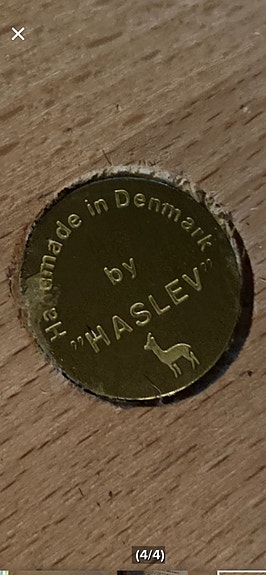 Handmade in Denmark
by
"HASLEV"
(4/4)